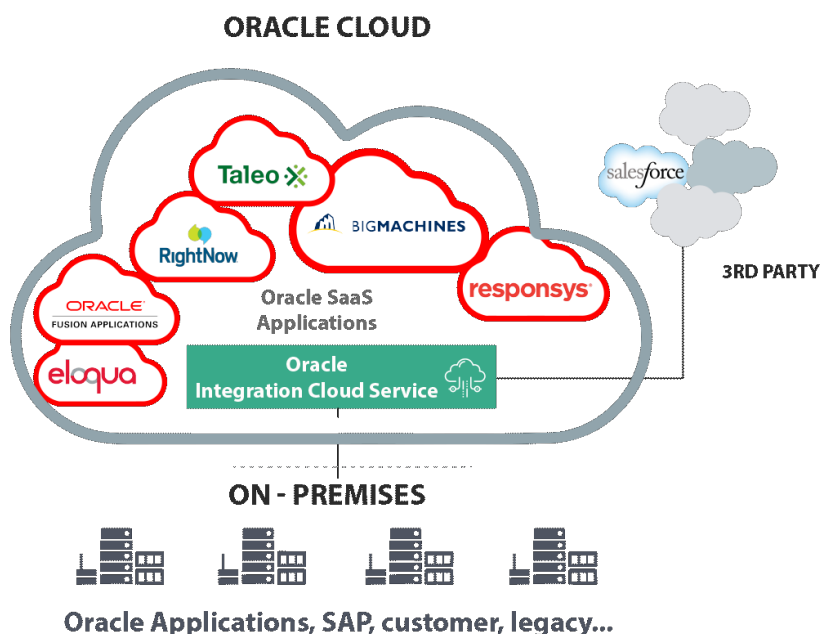 ORACLE CLOUD
Taleo
BIGMACHINES
RightNow
salesforce
3RD PARTY
responsys
ORACLE
FUSION APPLICATIONS
Oracle SaaS
Applications
eloqua
Oracle
Integration Cloud Service
ON - PREMISES
Oracle Applications, SAP, customer, legacy...